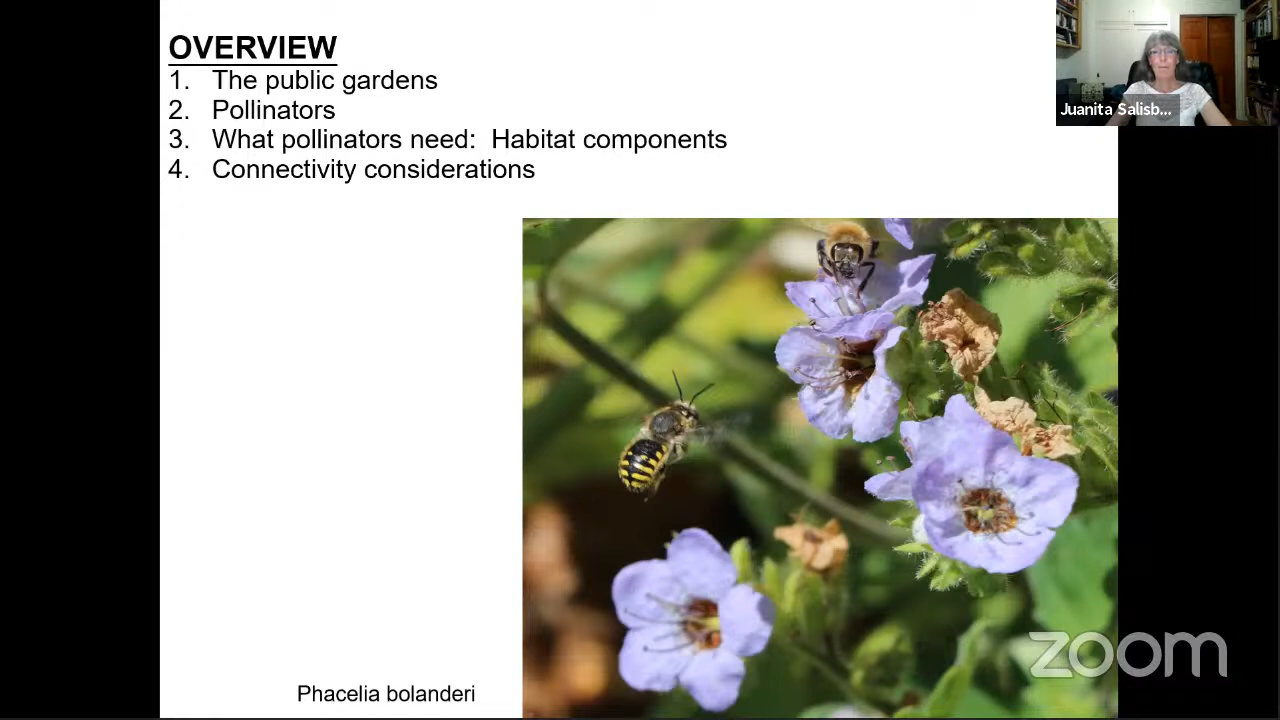 OVERVIEW
1. The public gardens
2. Pollinators
3. What pollinators need: Habitat components
4. Connectivity considerations
Juanita Salisb...
Phacelia bolanderi
zoom